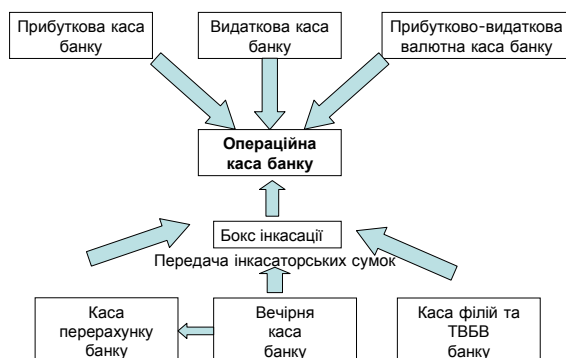 Прибуткова каса
банку
Видаткова каса
банку
Прибутково-видаткова
валютна каса банку
Операційна
каса банку
Бокс інкасації
Передача інкасаторських сумок
Каса
перерахунку
банку
Вечірня
каса
банку
Каса філій та
ТВБВ
банку